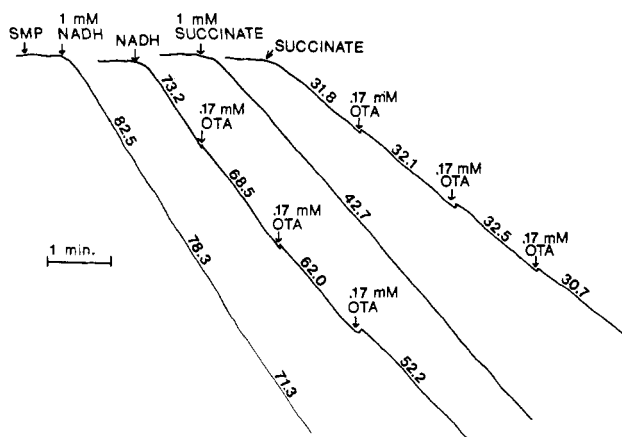 1 mM
SMP NADH
NADH
1 mM
SUCCINATE
SUCCINATE
82.5
78.3
71.3
73.2
.17 mM
OTA
68.5
.17 mM
OTA
62.0
.17 mM
OTA
52.2
42.7
31.8
.17 mM
OTA
32.1
.17 mM
OTA
32.5
.17 mM
OTA
30.7
1 min.